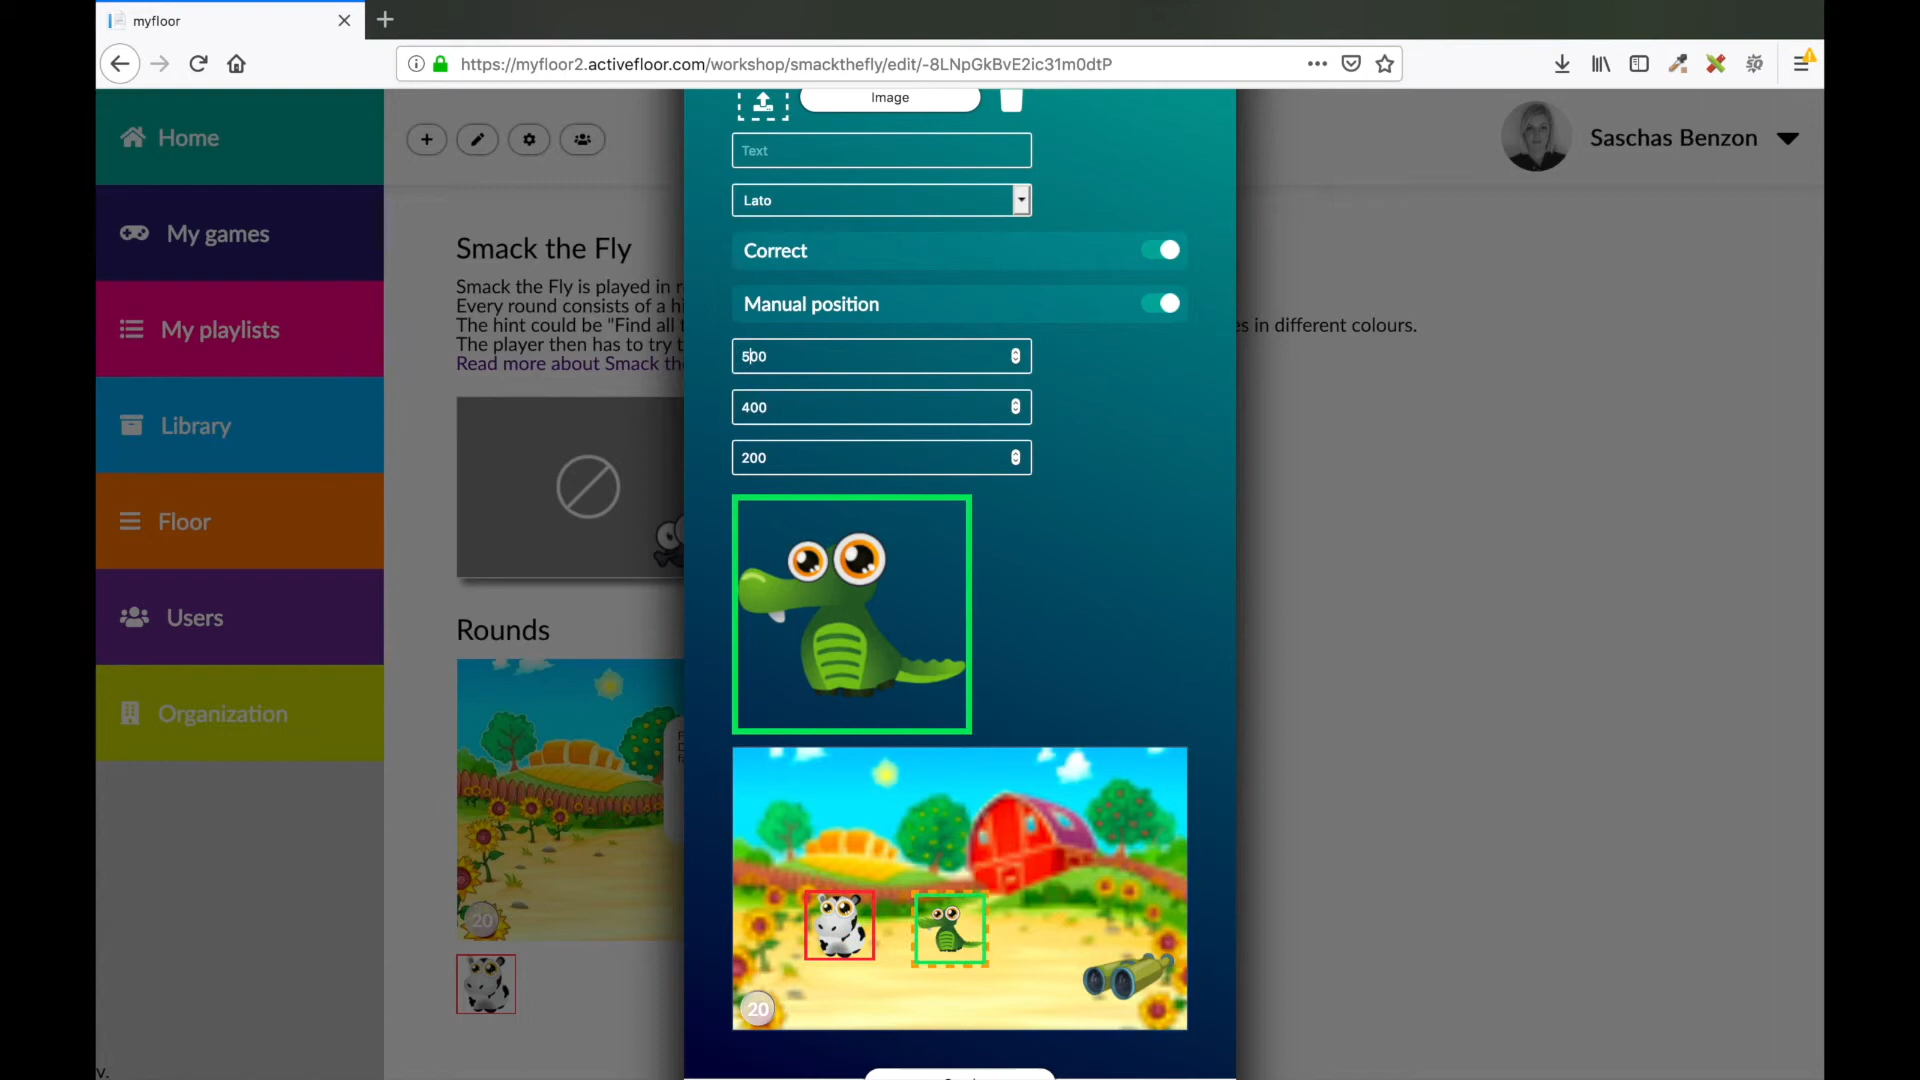 myfloor
https://myfloor2.activefloor.com/workshop/smackthefly/edit/-8LNpGkBvE2ic31m0dtP
Home
My games
My playlists
Library
Floor
Users
Organization
Saschas Benzon
Smack the Fly
Smack the Fly is played in
Every round consists of a hi
The hint could be "Find all
es in different colours.
The player then has to try t
Read more about Smack the
Rounds
20
Image
Text
Lato
Correct
Manual position
500
400
200
20
v.